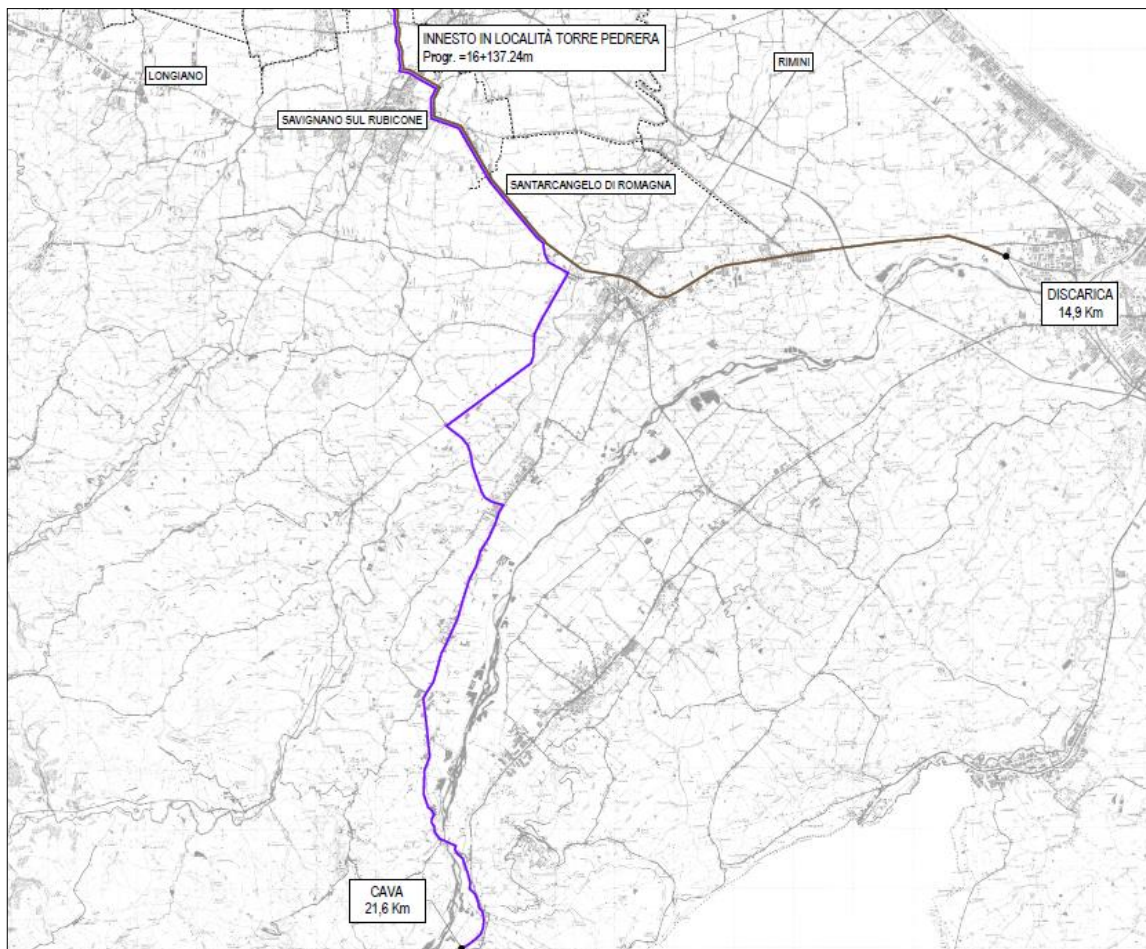 INNESTO IN LOCALITÀ TORRE PEDRERA
Progr. =16+137.24m
RIMINI
LONGIANO
SAVIGNANO SUL RUBICONE
SANTARCANGELO DI ROMAGNA
DISCARICA
14,9 Km
CAVA
21,6 Km